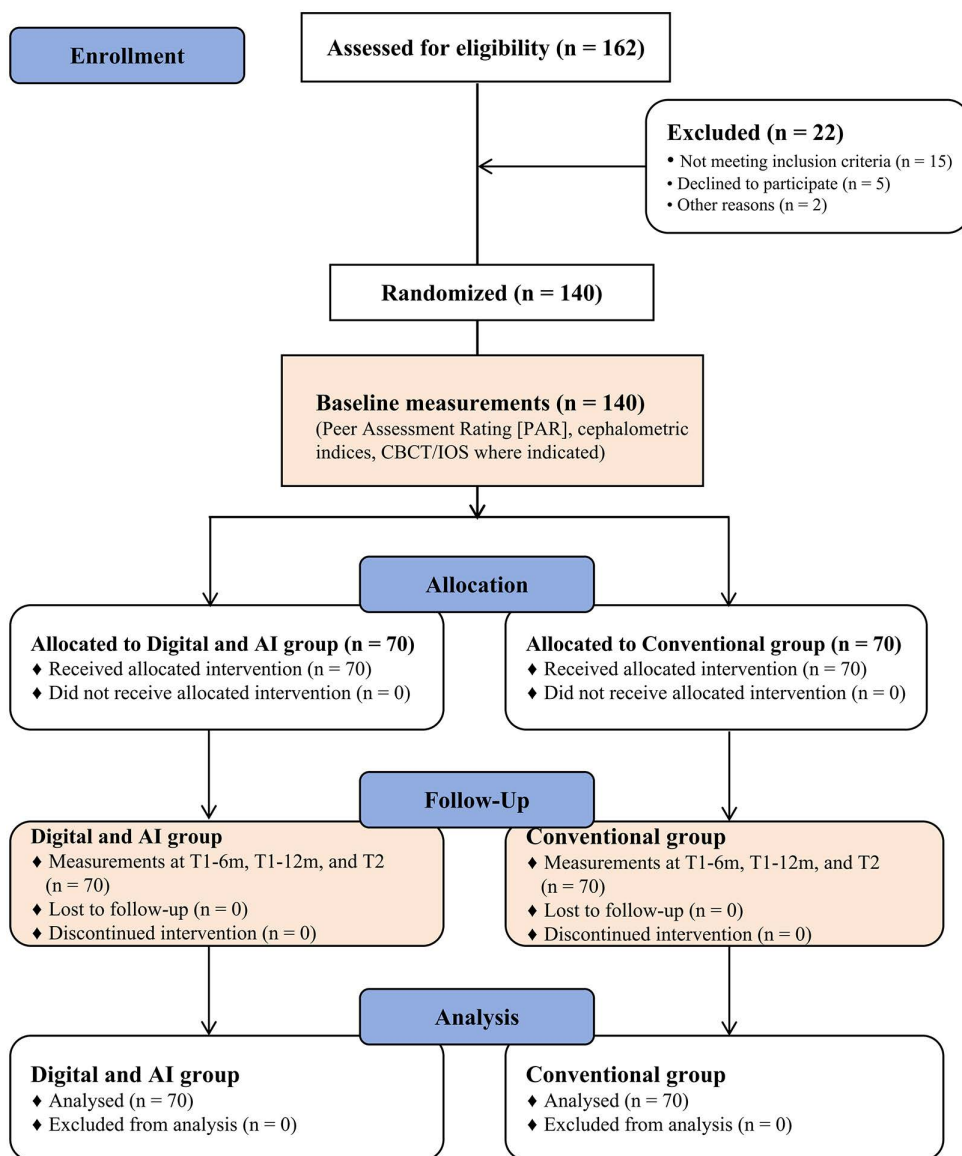 Enrollment
Assessed for eligibility (n = 162)
Excluded (n = 22)
• Not meeting inclusion criteria (n = 15)
• Declined to participate (n = 5)
• Other reasons (n = 2)
Randomized (n = 140)
Baseline measurements (n = 140)
(Peer Assessment Rating [PAR], cephalometric
indices, CBCT/IOS where indicated)
Allocation
Allocated to Digital and AI group (n = 70)
♦ Received allocated intervention (n = 70)
♦ Did not receive allocated intervention (n = 0)
Allocated to Conventional group (n = 70)
♦ Received allocated intervention (n = 70)
♦ Did not receive allocated intervention (n = 0)
Follow-Up
Digital and AI group
♦ Measurements at T1-6m, T1-12m, and T2
(n = 70)
♦ Lost to follow-up (n = 0)
♦ Discontinued intervention (n = 0)
Conventional group
♦ Measurements at T1-6m, T1-12m, and T2
(n = 70)
♦ Lost to follow-up (n = 0)
♦ Discontinued intervention (n = 0)
Analysis
Digital and AI group
♦ Analysed (n = 70)
♦ Excluded from analysis (n = 0)
Conventional group
♦ Analysed (n = 70)
♦ Excluded from analysis (n = 0)